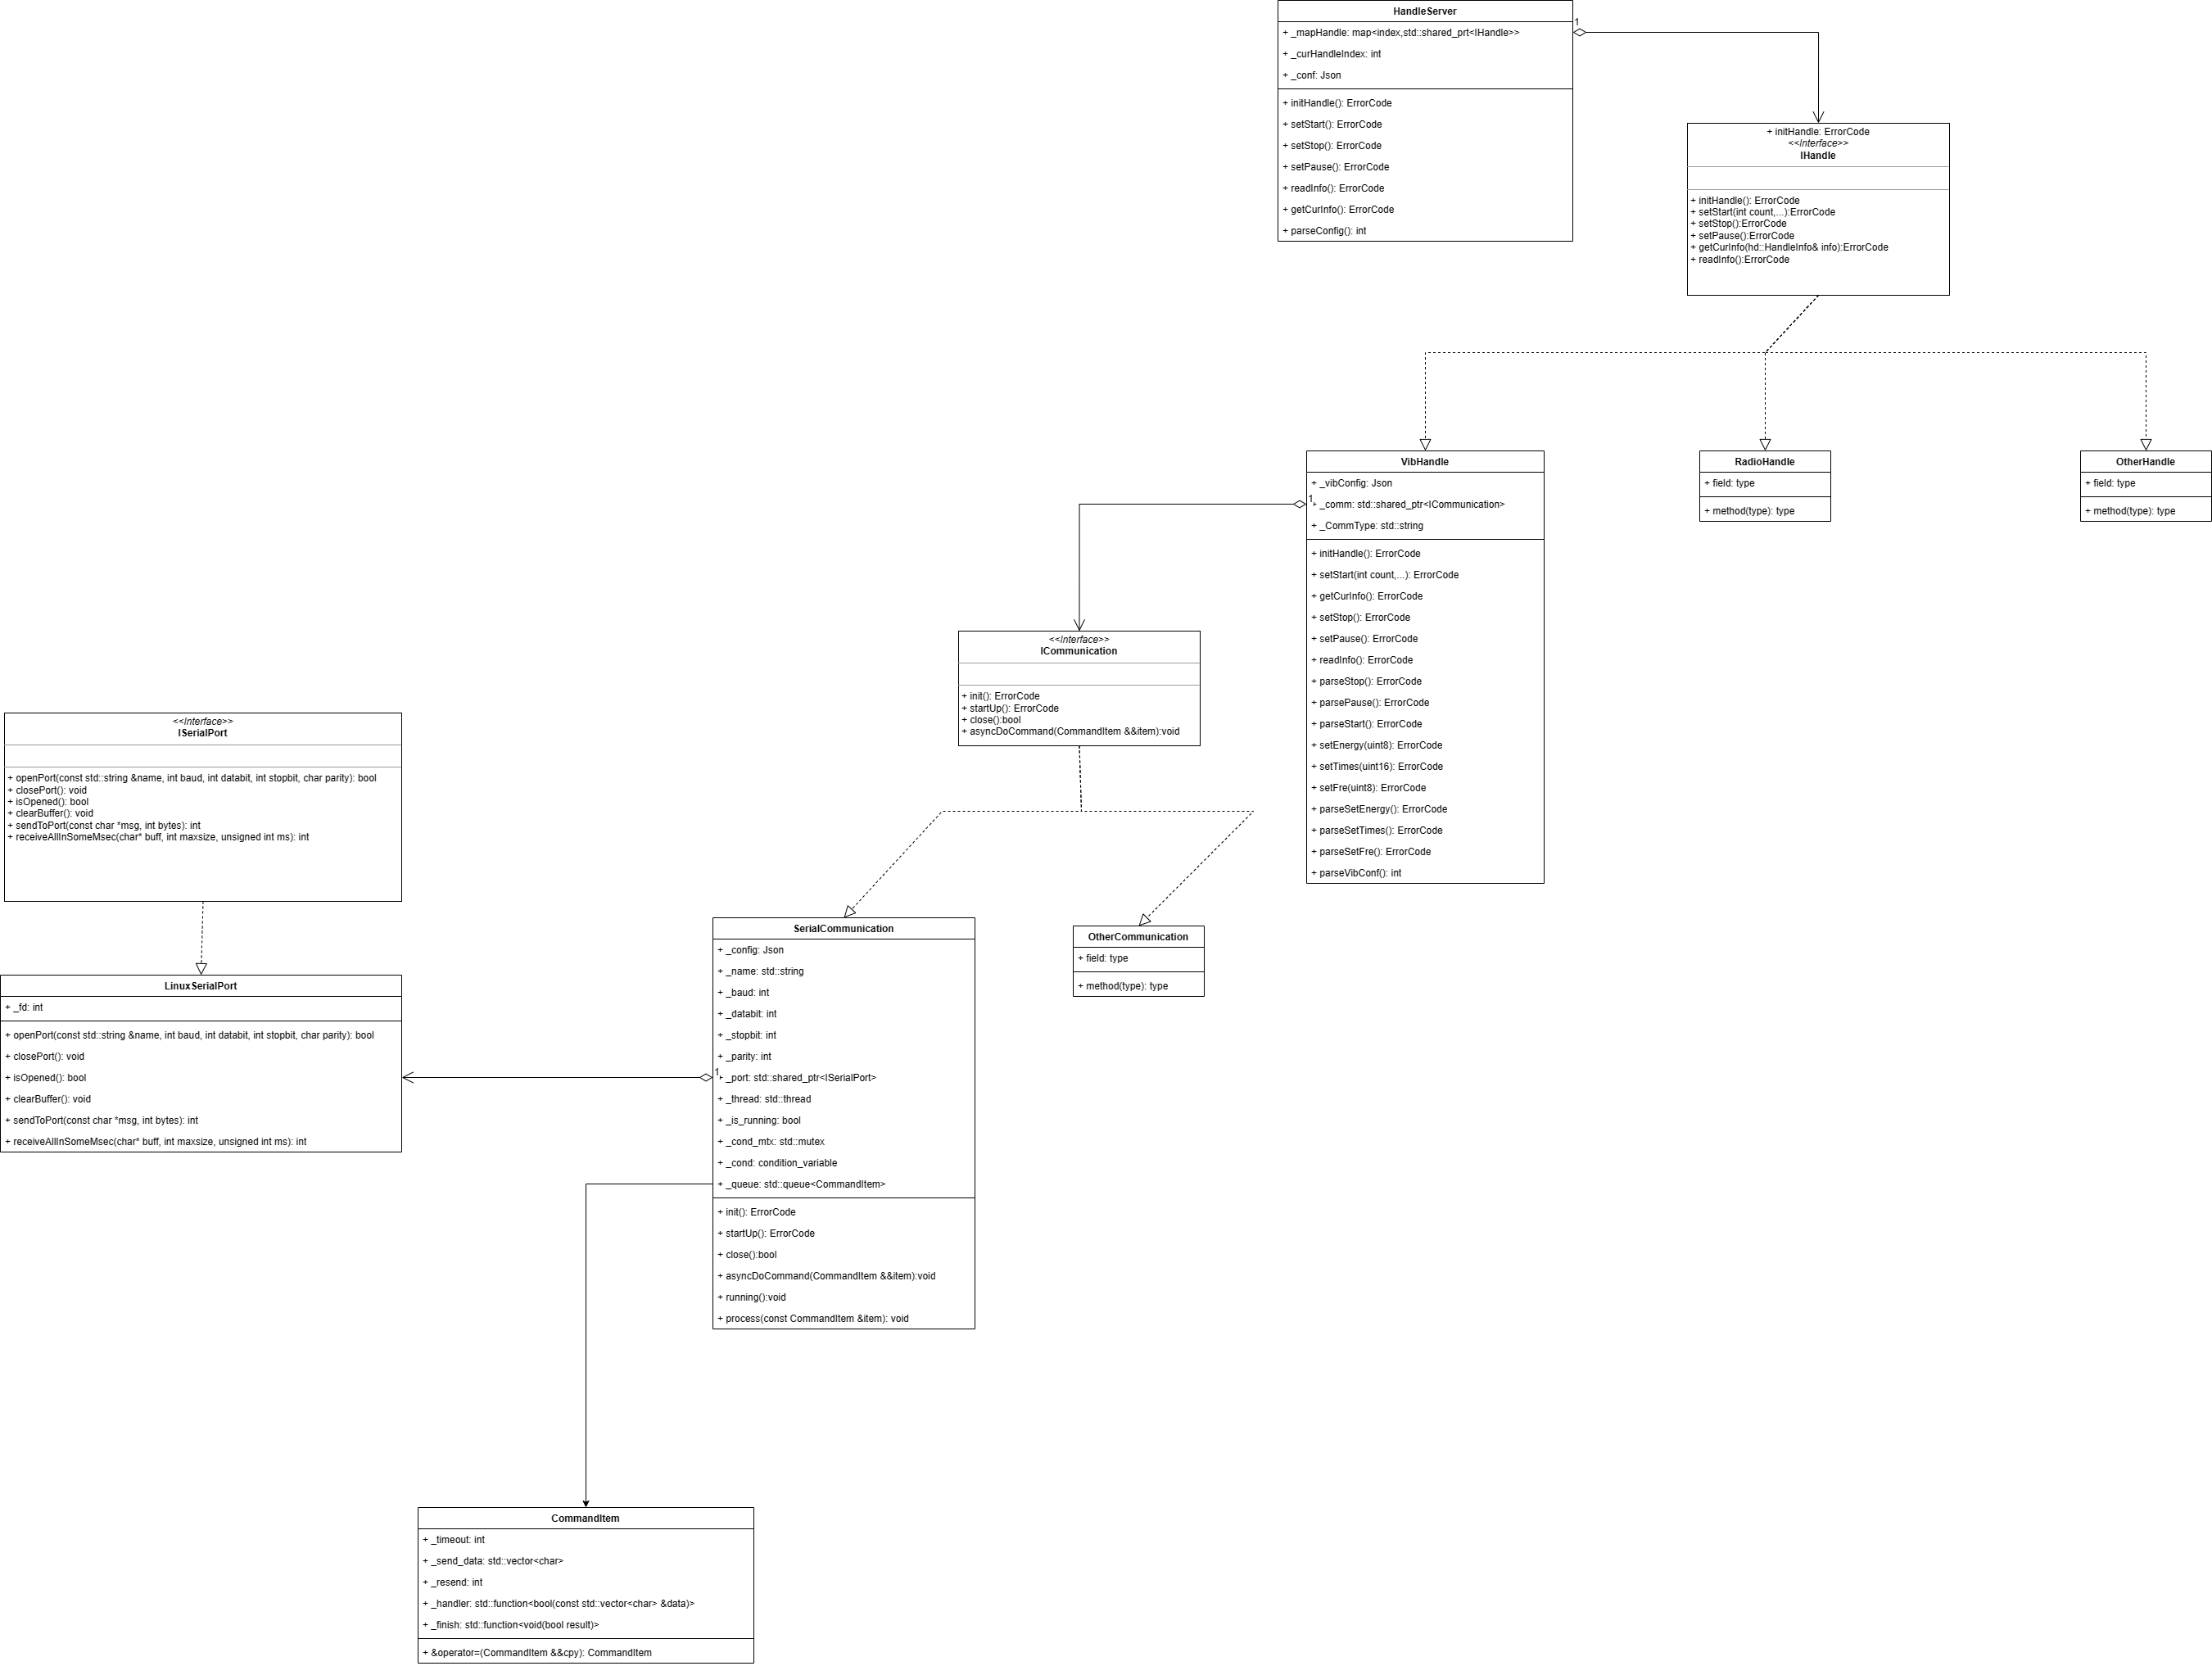 HandleServer
+ _mapHandle: map<index,std::shared_prt<IHandle>>
+ _curHandleIndex: int
+ _conf: Json
+ initHandle(): ErrorCode
+ setStart(): ErrorCode
+ setStop(): ErrorCode
+ setPause(): ErrorCode
+ readInfo(): ErrorCode
+ getCurInfo(): ErrorCode
+ parseConfig(): int
1
+ initHandle: ErrorCode
<<Interface>>
IHandle
+ initHandle(): ErrorCode
+ setStart(int count,...):ErrorCode
+ setStop():ErrorCode
+ setPause():ErrorCode
+ getCurInfo(hd::HandleInfo& info):ErrorCode
+ readInfo():ErrorCode
VibHandle
+ _vibConfig: Json
1
+ _comm: std::shared_ptr<ICommunication>
+ _CommType: std::string
+ initHandle(): ErrorCode
+ setStart(int count,...): ErrorCode
+ getCurInfo(): ErrorCode
+ setStop(): ErrorCode
+ setPause(): ErrorCode
+ readInfo(): ErrorCode
+ parseStop(): ErrorCode
+ parsePause(): ErrorCode
+ parseStart(): ErrorCode
+ setEnergy(uint8): ErrorCode
+ setTimes(uint16): ErrorCode
+ setFre(uint8): ErrorCode
+ parseSetEnergy(): ErrorCode
+ parseSetTimes(): ErrorCode
+ parseSetFre(): ErrorCode
+ parseVibConf(): int
RadioHandle
+ field: type
+ method(type): type
OtherHandle
+ field: type
+ method(type): type
<<Interface>>
ICommunication
+ init(): ErrorCode
+ startUp(): ErrorCode
+ close():bool
+ asyncDoCommand(CommandItem &&item):void
<<Interface>>
ISerialPort
+ openPort(const std::string &name, int baud, int databit, int stopbit, char parity): bool
+ closePort(): void
+ isOpened(): bool
+ clearBuffer(): void
+ sendToPort(const char *msg, int bytes): int
+ receiveAllInSomeMsec(char* buff, int maxsize, unsigned int ms): int
LinuxSerialPort
+ _fd: int
+ openPort(const std::string &name, int baud, int databit, int stopbit, char parity): bool
+ closePort(): void
+ isOpened(): bool
+ clearBuffer(): void
+ sendToPort(const char *msg, int bytes): int
+ receiveAllInSomeMsec(char* buff, int maxsize, unsigned int ms): int
SerialCommunication
+ _config: Json
+ _name: std::string
+ _baud: int
+ _databit: int
+ _stopbit: int
+ _parity: int
1
+ _port: std::shared_ptr<ISerialPort>
+ _thread: std::thread
+ _is_running: bool
+ _cond_mtx: std::mutex
+ _cond: condition_variable
+ _queue: std::queue<CommandItem>
+ init(): ErrorCode
+ startUp(): ErrorCode
+ close():bool
+ asyncDoCommand(CommandItem &&item):void
+ running():void
+ process(const CommandItem &item): void
OtherCommunication
+ field: type
+ method(type): type
CommandItem
+ _timeout: int
+ _send_data: std::vector<char>
+ _resend: int
+ _handler: std::function<bool(const std::vector<char> &data)>
+ _finish: std::function<void(bool result)>
+ &operator=(CommandItem &&cpy): CommandItem